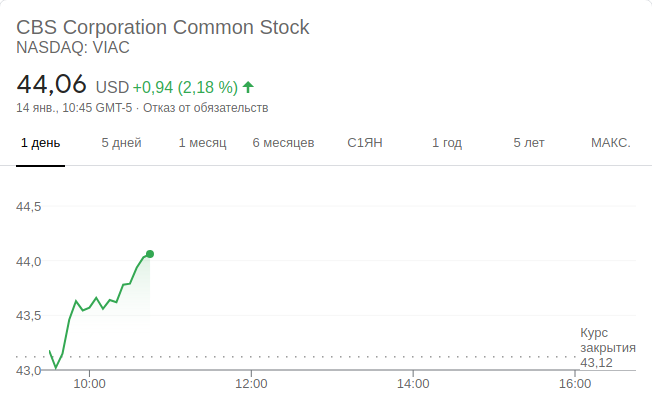 CBS Corporation Common Stock
NASDAQ: VIAC
44,06 USD +0,94 (2,18 %)
14 янв., 10:45 GMT-5 · Отказ от обязательств
1 день 5 дней 1 месяц 6 месяцев С1ЯН 1 год 5 лет МАКС.
44,5
44,0
43,5
Курс
закрытия
43,12
43,0
10:00 12:00 14:00 16:00